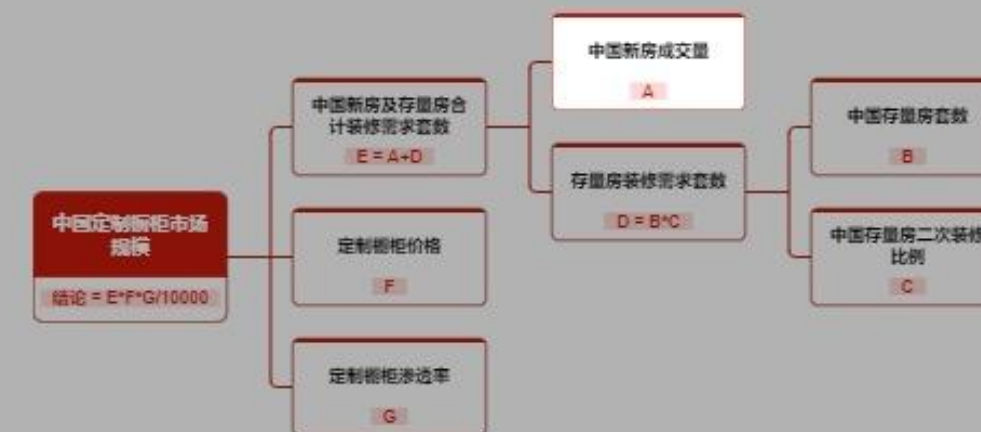 中国定制橱柜市场
规模
结论 = E*F*G/10000
中国新房及存量房合
计装修需求套数
E = A+D
定制橱柜价格
F
定制橱柜渗透率
G
中国新房成交量
A
存量房装修需求套数
D = B*C
中国存量房套数
B
中国存量房二次装修
比例
C